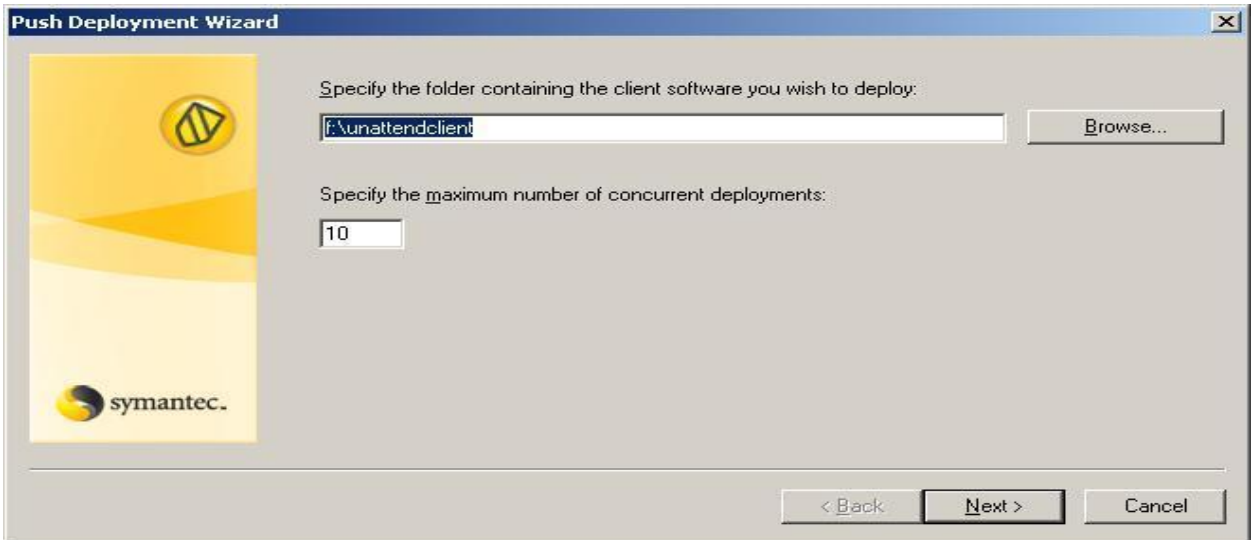 Push Deployment Wizard
Specify the folder containing the client software you wish to deploy:
f:\unattendclient
Browse...
Specify the maximum number of concurrent deployments:
10
symantec.
< Back
Next >
Cancel